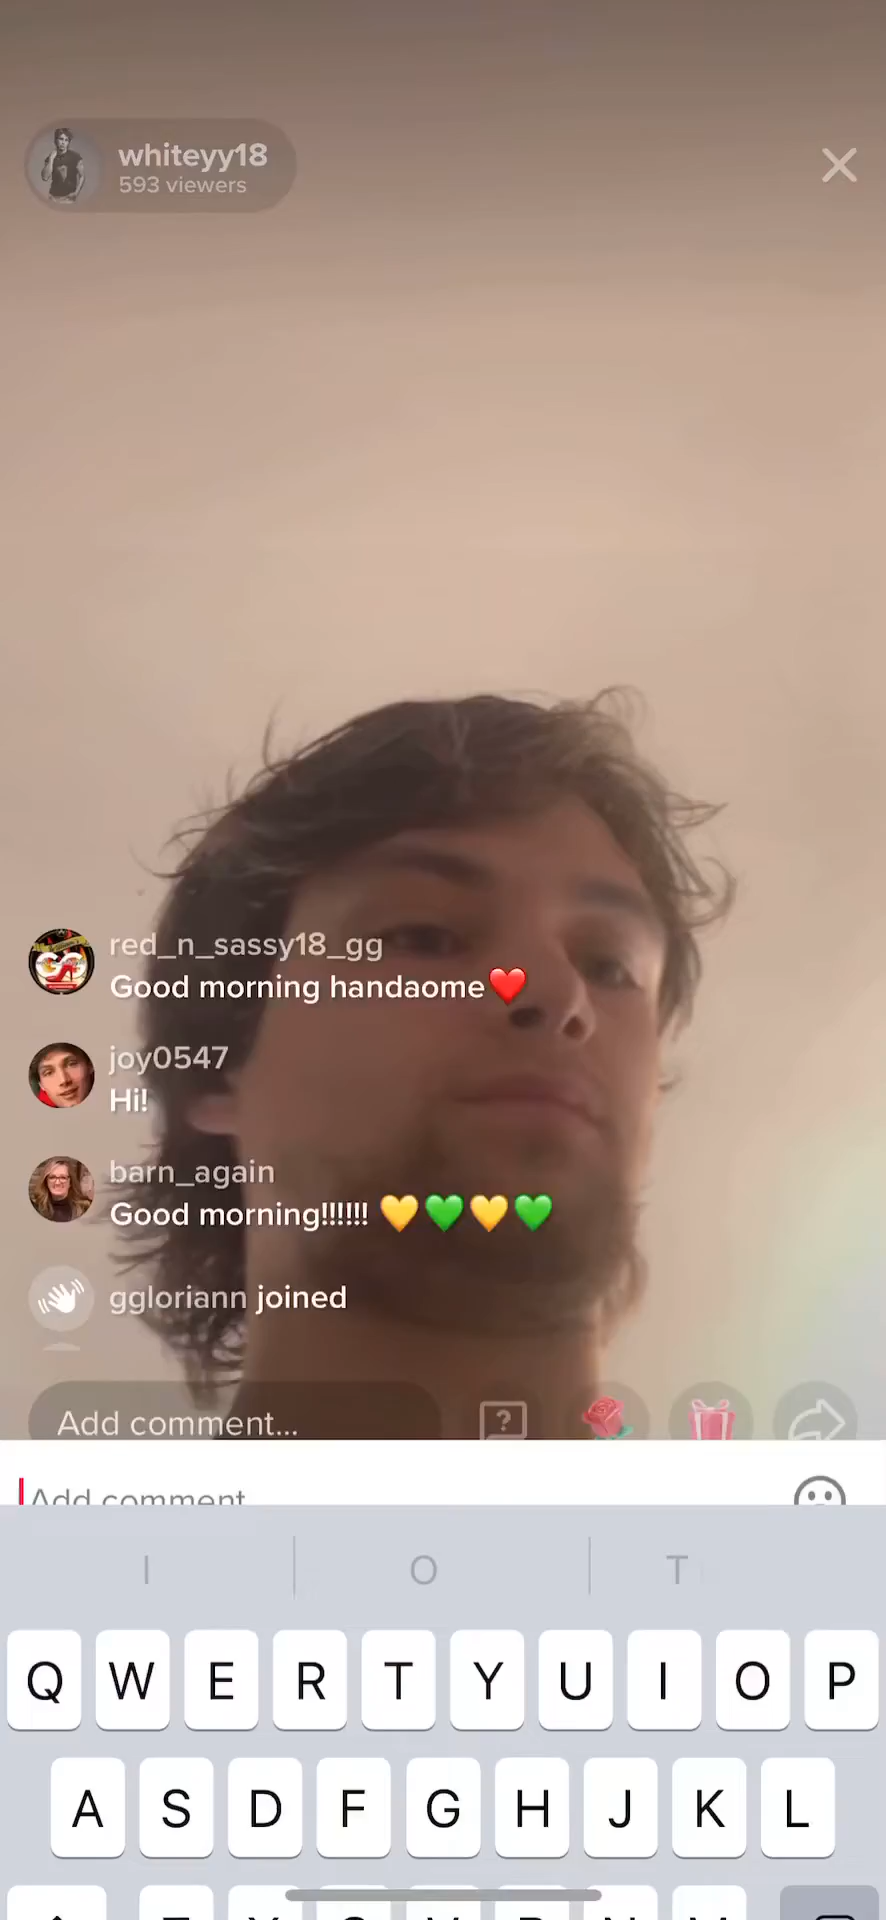 whiteyy18
593 viewers
red_n_sassy18_gg
Good morning handaome❤️
joy0547
Hi!
barn_again
Good morning!!!!!! 💛💚💛💚
ggloriann joined
Add comment...
Add comment
I O T
Q W E R T Y U I O P
A S D F G H J K L